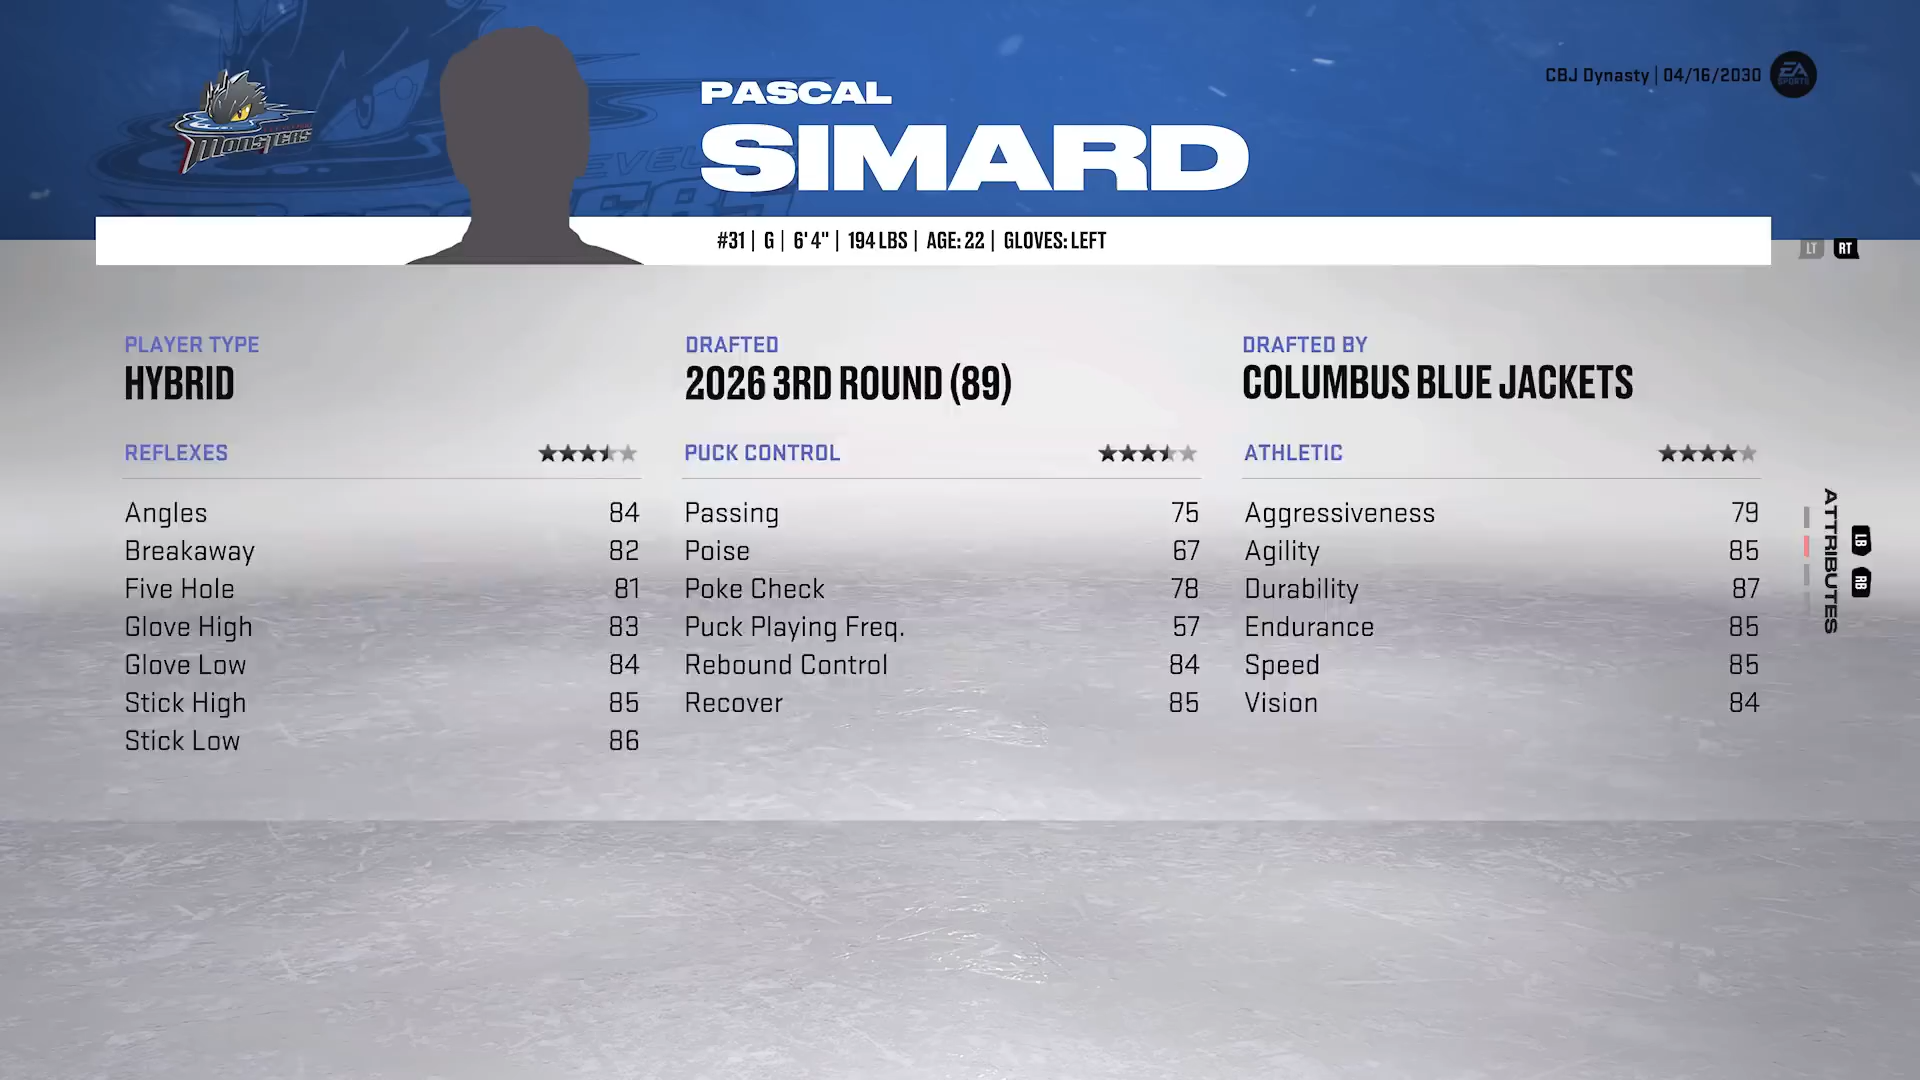 PASCAL
SIMARD
CBJ Dynasty | 04/16/2030
EA
SPORTS
MONSTERS
#31 | G | 6'4" | 194 LBS | AGE: 22 | GLOVES: LEFT
LT RT
PLAYER TYPE
HYBRID
DRAFTED
2026 3RD ROUND (89)
DRAFTED BY
COLUMBUS BLUE JACKETS
REFLEXES
Angles 84
Breakaway 82
Five Hole 81
Glove High 83
Glove Low 84
Stick High 85
Stick Low 86
PUCK CONTROL
Passing 75
Poise 67
Poke Check 78
Puck Playing Freq. 57
Rebound Control 84
Recover 85
ATHLETIC
Aggressiveness 79
Agility 85
Durability 87
Endurance 85
Speed 85
Vision 84
ATTRIBUTES
LB RB